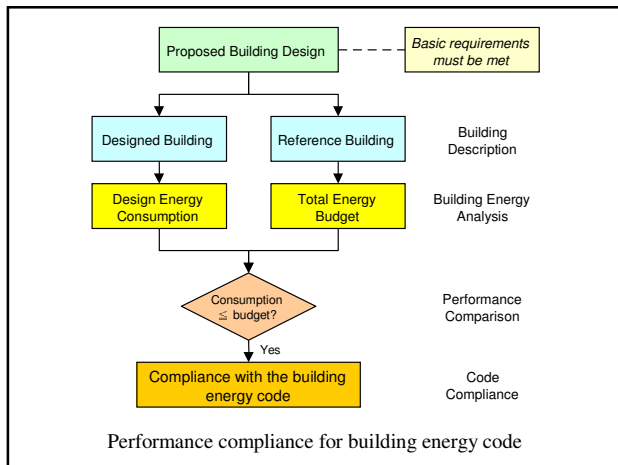 Proposed Building Design
Basic requirements
must be met
Designed Building
Reference Building
Building
Description
Design Energy
Consumption
Total Energy
Budget
Building Energy
Analysis
Consumption
≦ budget?
Performance
Comparison
Yes
Compliance with the building
energy code
Code
Compliance
Performance compliance for building energy code